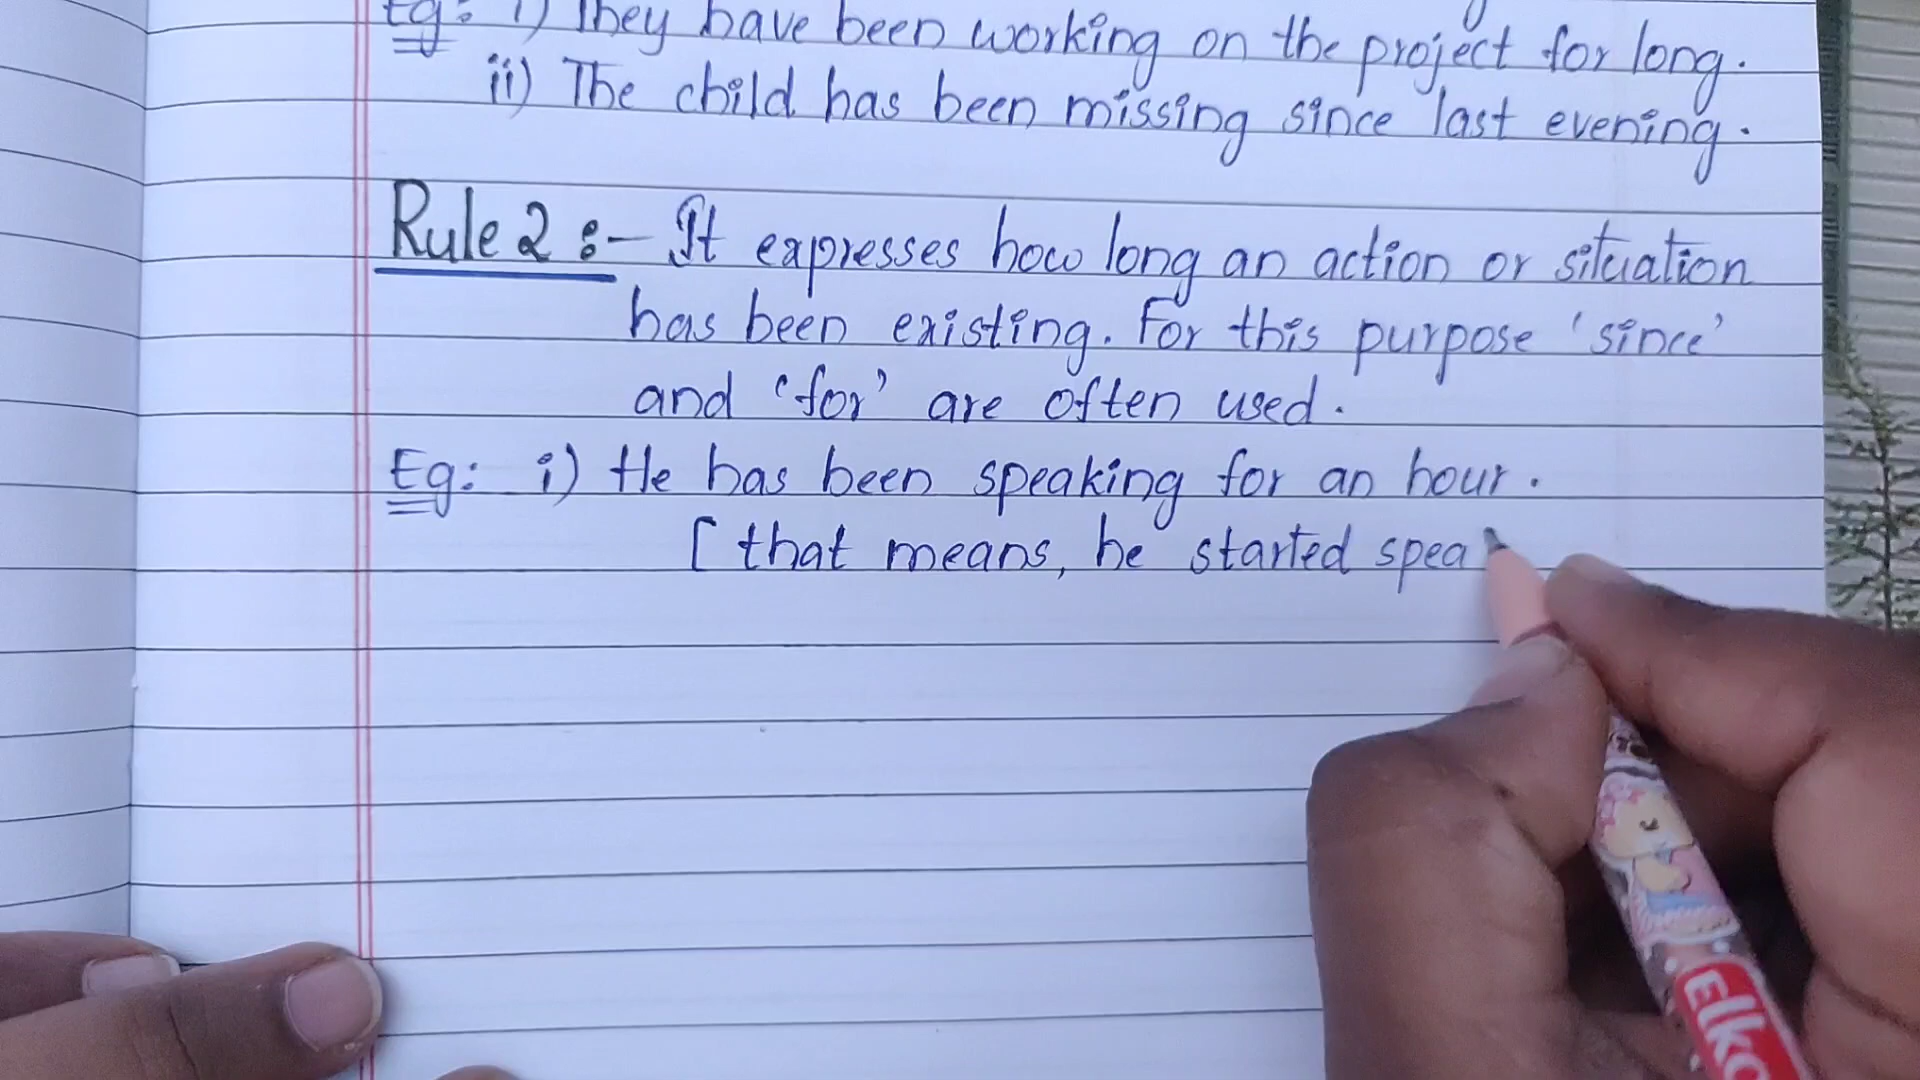 Eg: i) They have been working on the project for long.
ii) The child has been missing since last evening.
Rule 2 :- It expresses how long an action or situation
has been existing. For this purpose 'since'
and 'for' are often used.
Eg: i) He has been speaking for an hour.
[ that means, he started spea
Elko